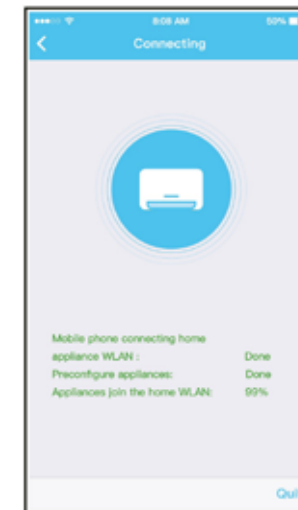 8:08 AM 50%
Connecting
Mobile phone connecting home
appliance WLAN : Done
Preconfigure appliances: Done
Appliances join the home WLAN: 99%